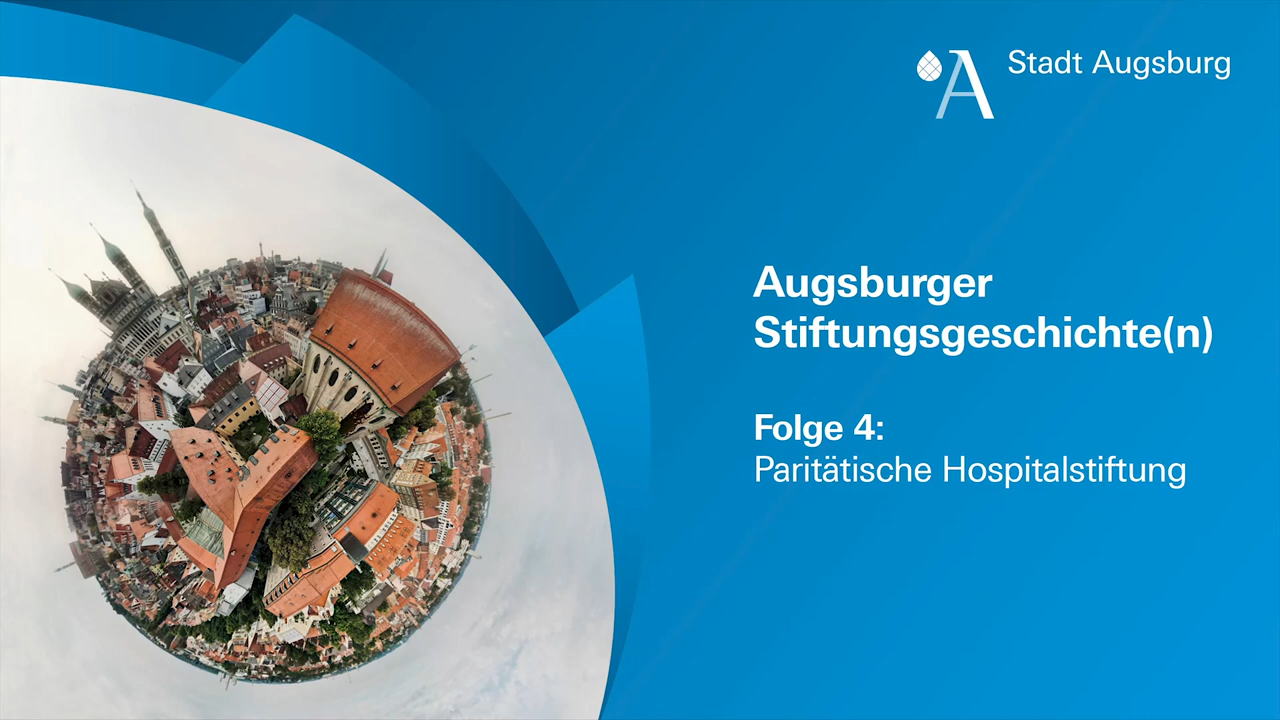 Stadt Augsburg
Augsburger
Stiftungsgeschichte(n)
Folge 4:
Paritätische Hospitalstiftung